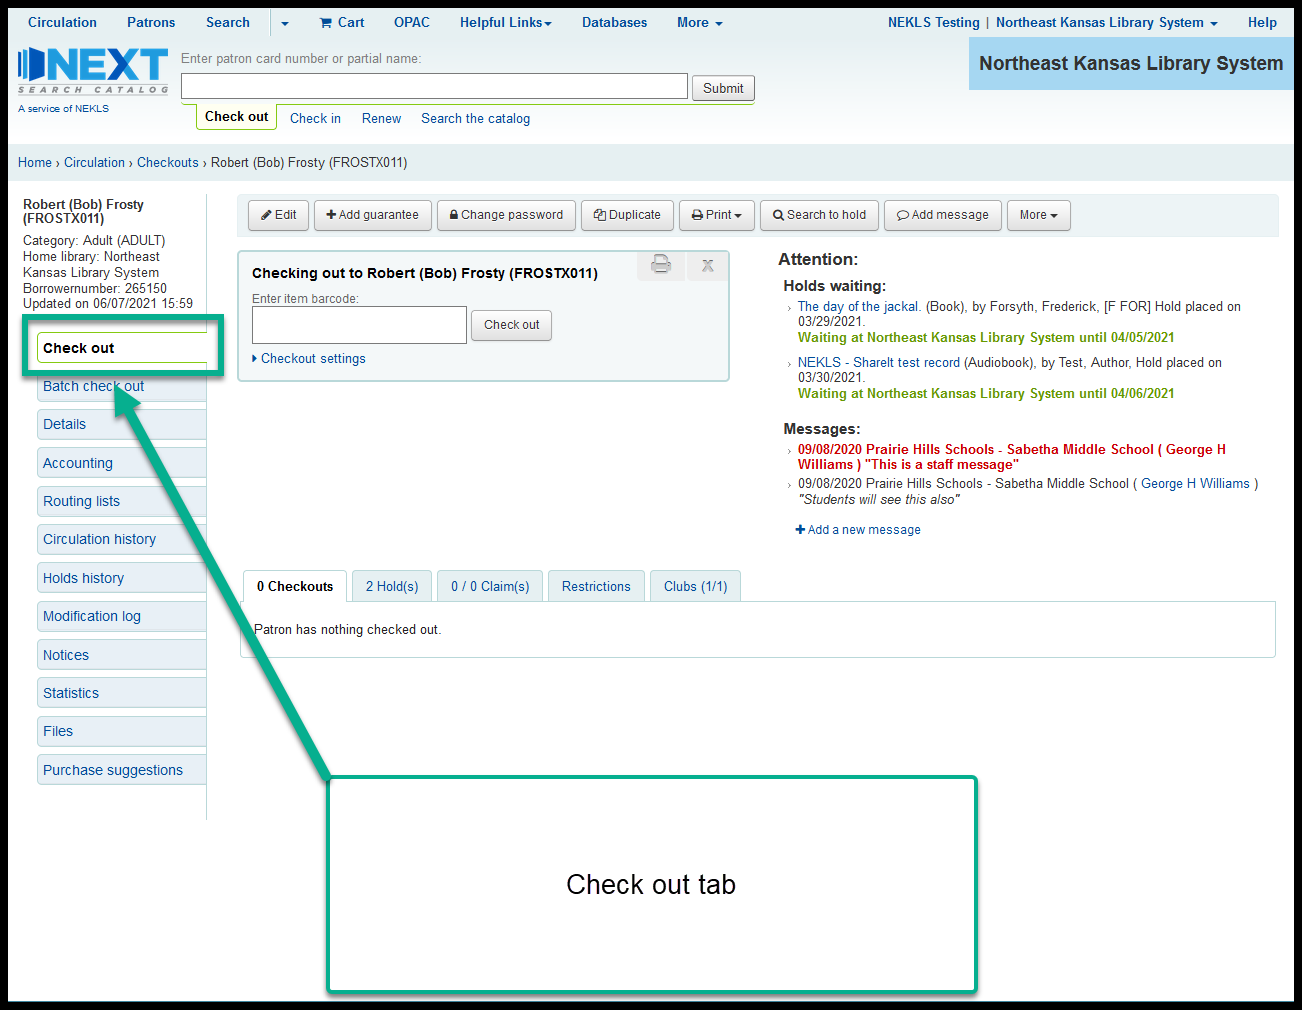 Circulation Patrons Search Cart OPAC Helpful Links Databases More NEKLS Testing | Northeast Kansas Library System Help
NEXT
SEARCH CATALOG
A service of NEKLS
Enter patron card number or partial name:
Submit
Check out Check in Renew Search the catalog
Northeast Kansas Library System
Home › Circulation › Checkouts › Robert (Bob) Frosty (FROSTX011)
Robert (Bob) Frosty
(FROSTX011)
Category: Adult (ADULT)
Home library: Northeast
Kansas Library System
Borrowernumber: 265150
Updated on 06/07/2021 15:59
Check out
Batch check out
Details
Accounting
Routing lists
Circulation history
Holds history
Modification log
Notices
Statistics
Files
Purchase suggestions
Edit Add guarantee Change password Duplicate Print Search to hold Add message More
Checking out to Robert (Bob) Frosty (FROSTX011)
X
Enter item barcode:
Check out
Checkout settings
Attention:
Holds waiting:
› The day of the jackal. (Book), by Forsyth, Frederick, [F FOR] Hold placed on
03/29/2021.
Waiting at Northeast Kansas Library System until 04/05/2021
› NEKLS - ShareIt test record (Audiobook), by Test, Author, Hold placed on
03/30/2021.
Waiting at Northeast Kansas Library System until 04/06/2021
Messages:
› 09/08/2020 Prairie Hills Schools - Sabetha Middle School ( George H
Williams ) "This is a staff message"
› 09/08/2020 Prairie Hills Schools - Sabetha Middle School ( George H Williams )
"Students will see this also"
Add a new message
0 Checkouts 2 Hold(s) 0 / 0 Claim(s) Restrictions Clubs (1/1)
Patron has nothing checked out.
Check out tab